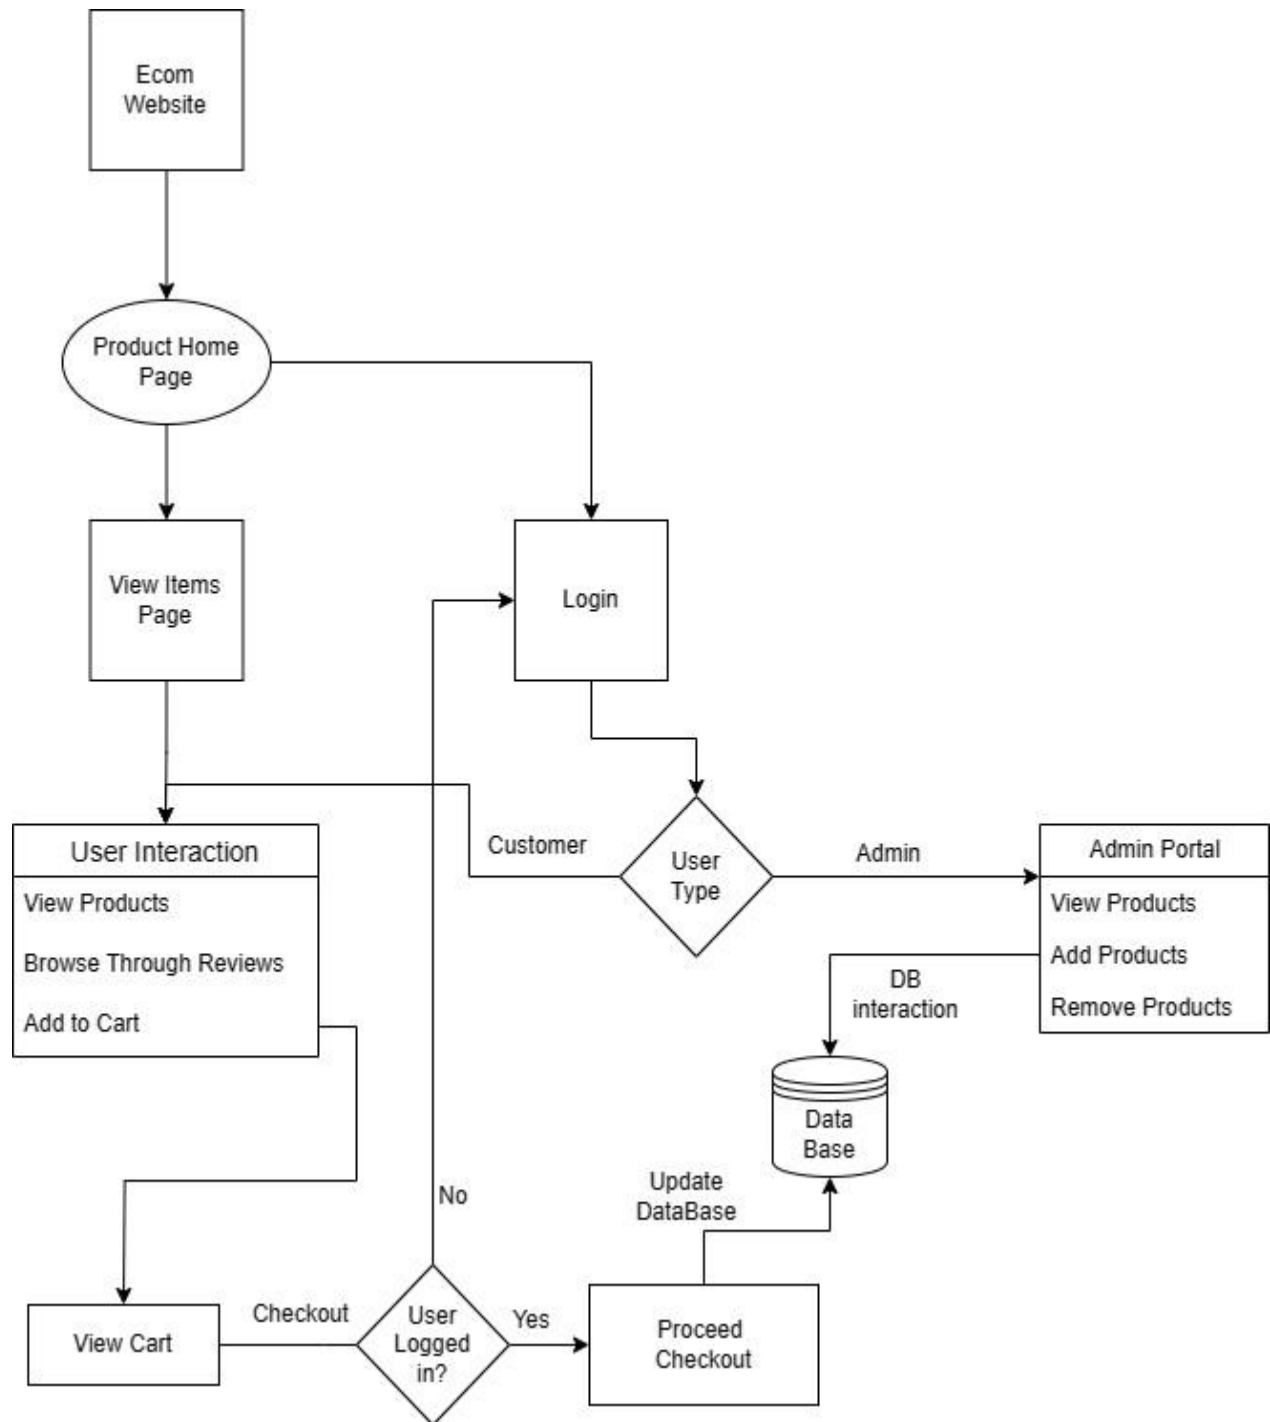 Ecom
Website
Product Home
Page
View Items
Page
Login
User Interaction
View Products
Browse Through Reviews
Add to Cart
Customer
User
Type
Admin
Admin Portal
View Products
Add Products
Remove Products
DB
interaction
Data
Base
Update
DataBase
No
View Cart
Checkout
User
Logged
in?
Yes
Proceed
Checkout